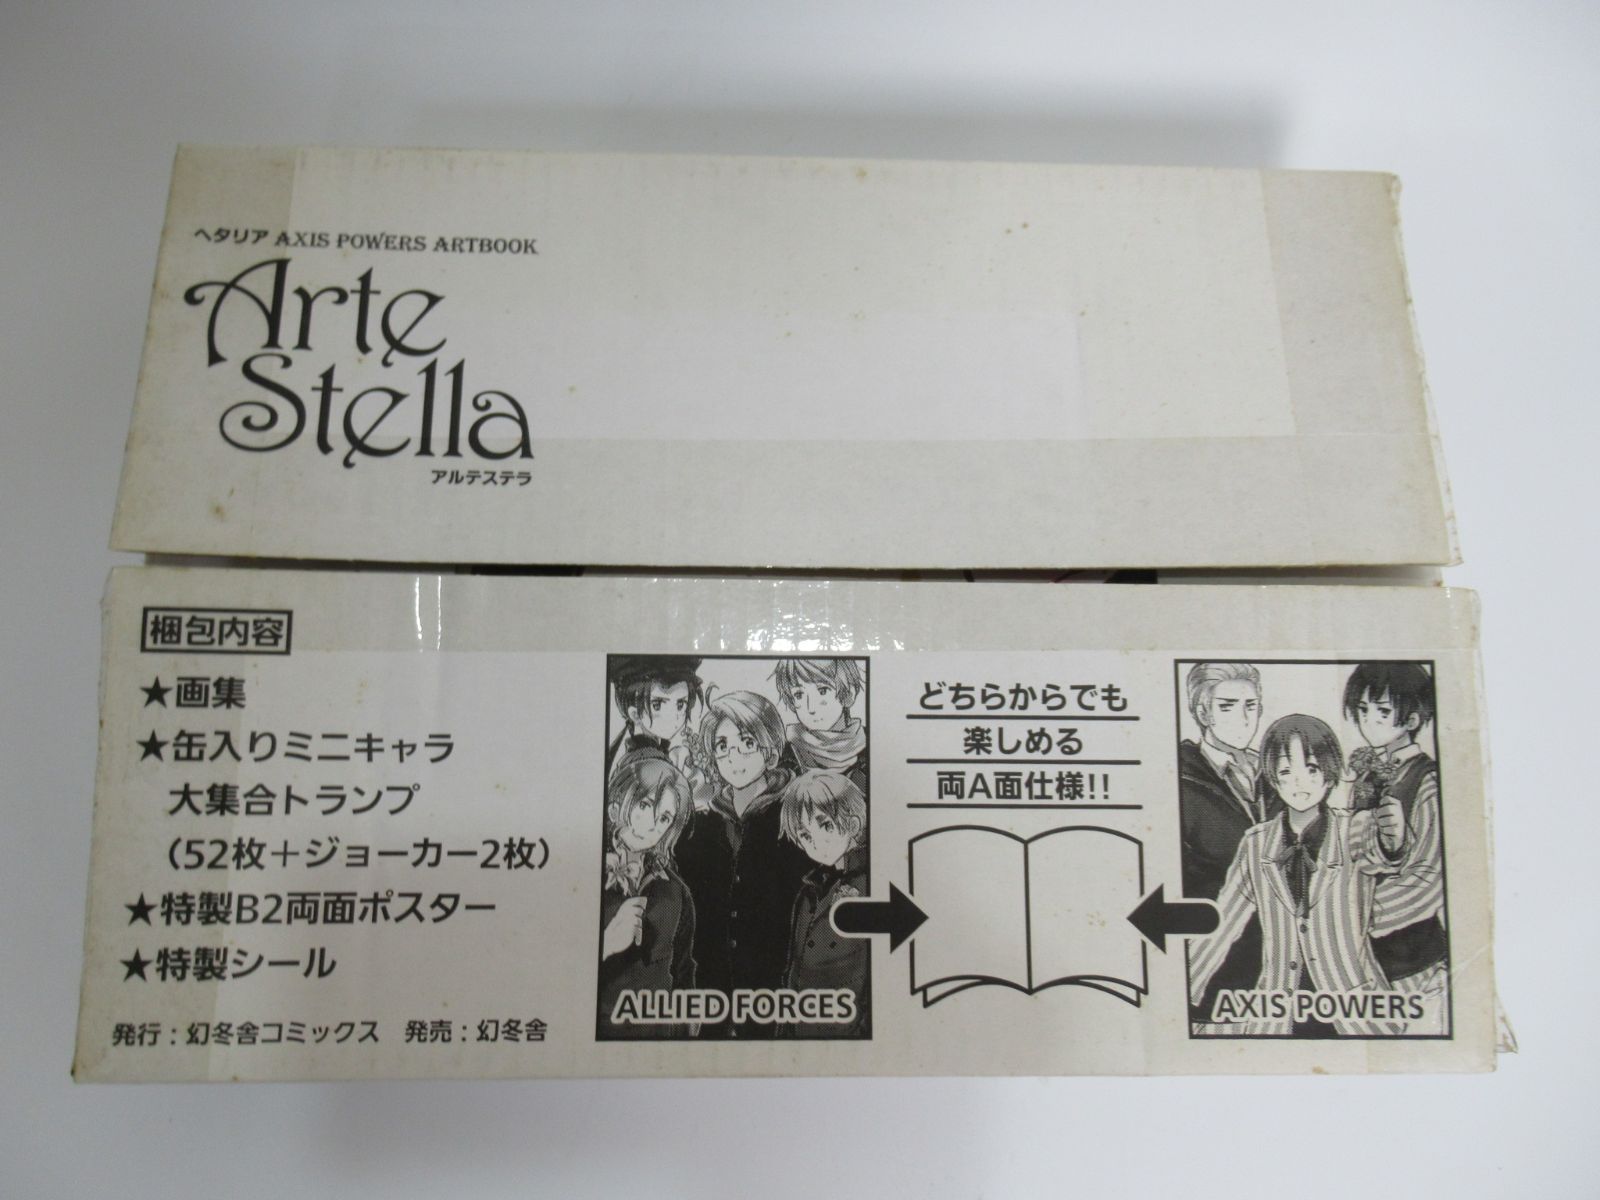 ヘタリア AXIS POWERS ARTBOOK
Arte
Stella
アルテステラ
梱包内容
★画集
★缶入りミニキャラ
大集合トランプ
（52枚＋ジョーカー2枚）
★特製B2両面ポスター
★特製シール
発行：幻冬舎コミックス　発売：幻冬舎
ALLIED FORCES
どちらからでも
楽しめる
両A面仕様!!
AXIS POWERS